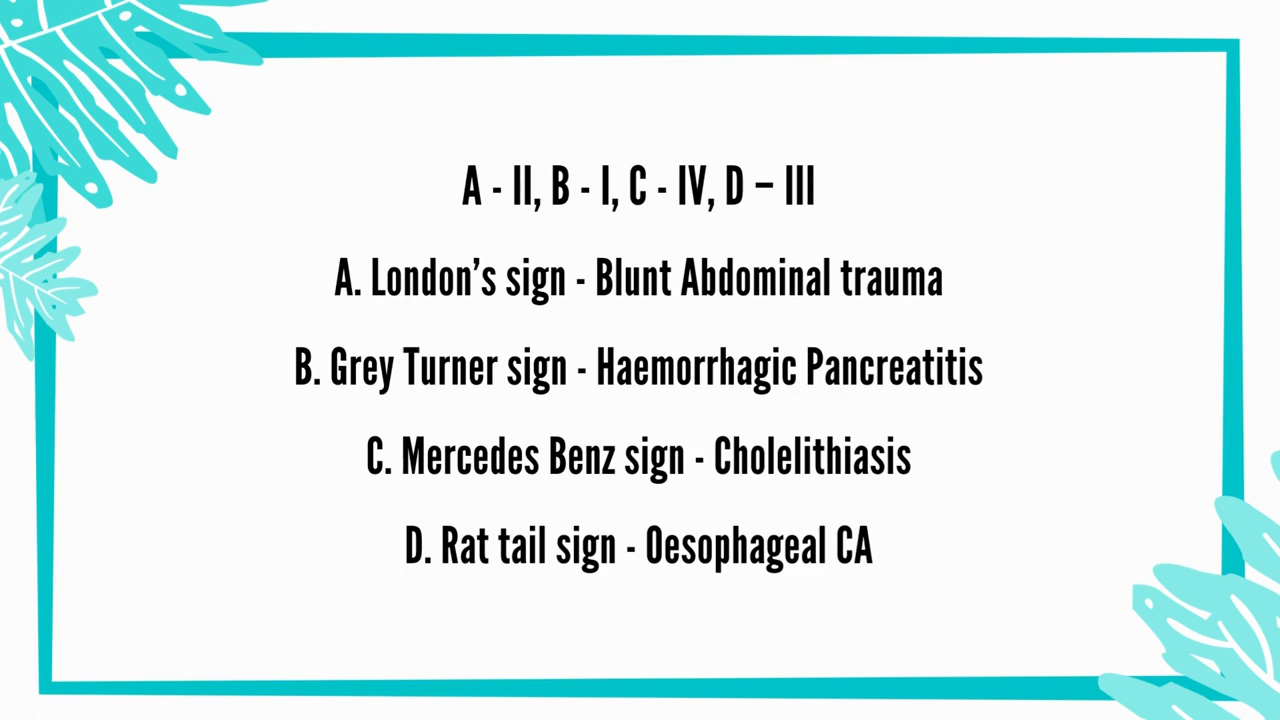 A - II, B - I, C - IV, D – III
A. London’s sign - Blunt Abdominal trauma
B. Grey Turner sign - Haemorrhagic Pancreatitis
C. Mercedes Benz sign - Cholelithiasis
D. Rat tail sign - Oesophageal CA